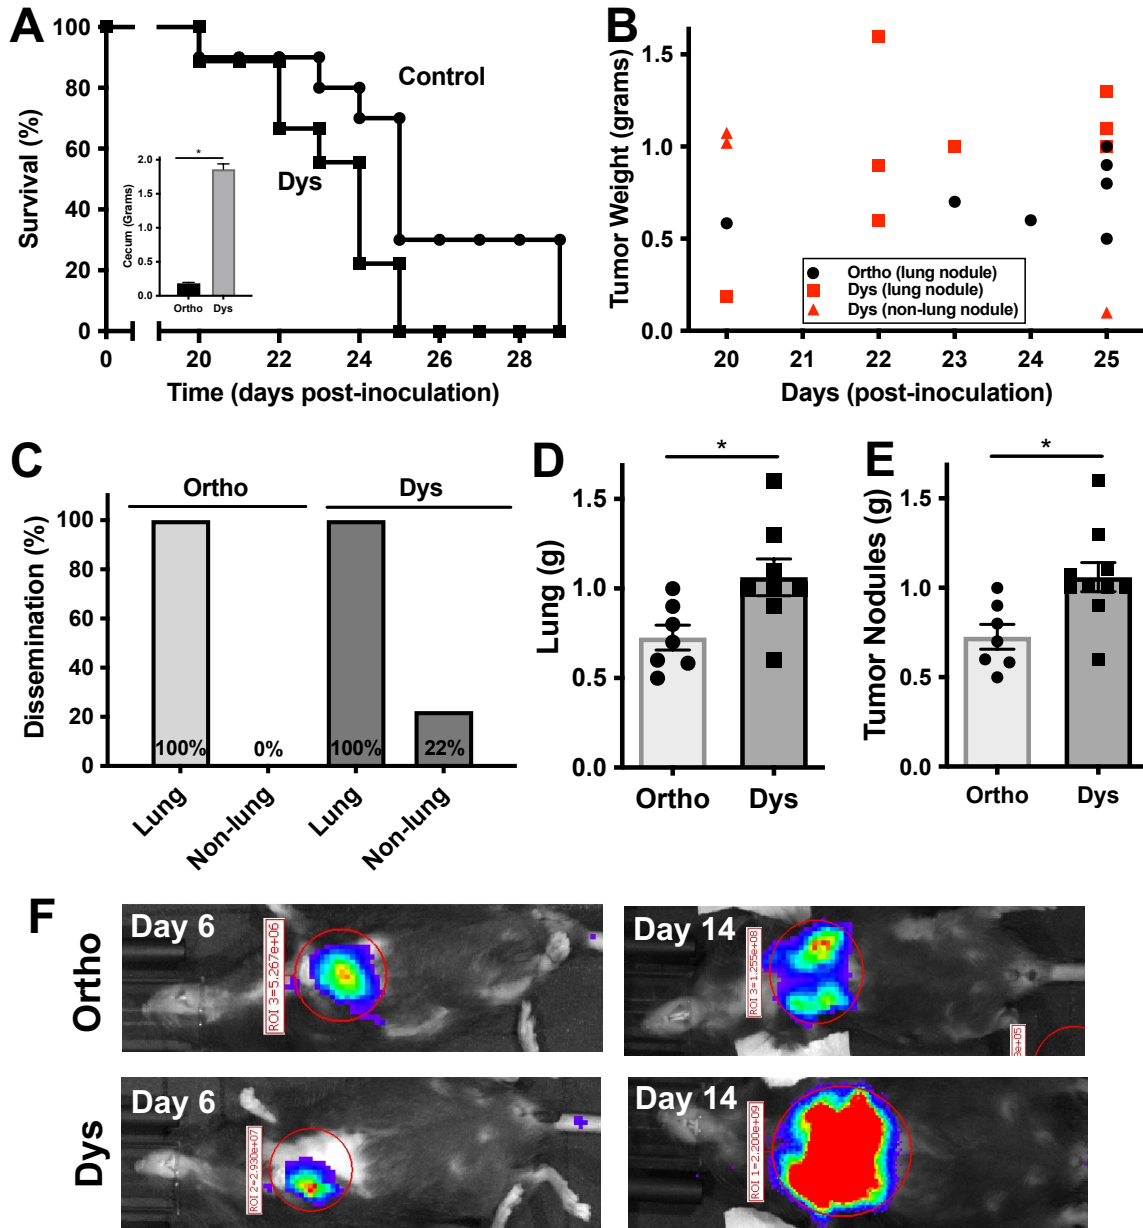 A
100
80
60
40
20
0
Survival (%)
Control
Dys
2.0
1.5
1.0
0.5
0.0
Cecum (Grams)
*
Ortho
Dys
0
20
22
24
26
28
Time (days post-inoculation)
B
1.5
1.0
0.5
0.0
Tumor Weight (grams)
Ortho (lung nodule)
Dys (lung nodule)
Dys (non-lung nodule)
20
21
22
23
24
25
Days (post-inoculation)
C
Ortho
Dys
100
80
60
40
20
0
Dissemination (%)
100%
0%
100%
22%
Lung
Non-lung
Lung
Non-lung
D
*
1.5
1.0
0.5
0.0
Lung (g)
Ortho
Dys
E
*
1.5
1.0
0.5
0.0
Tumor Nodules (g)
Ortho
Dys
F
Ortho
Day 6
ROI 3=5.267e+06
Day 14
ROI 3=1.255e+08
Dys
Day 6
ROI 2=2.930e+07
Day 14
ROI 1=2.200e+09